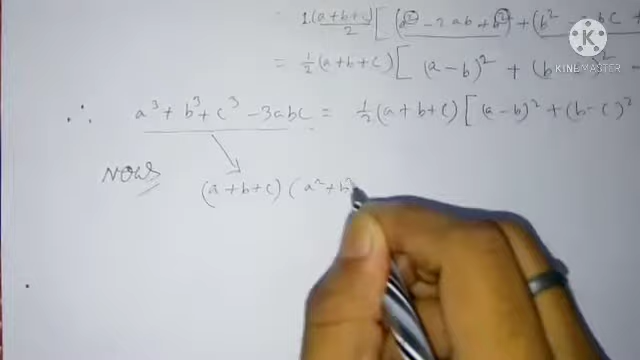 1.(a+b+c)/2 [ (a² - 2ab + b²) + (b² - bc +
= ½ (a+b+c) [ (a-b)² + (b
∴ a³ + b³ + c³ - 3abc = ½ (a+b+c) [ (a-b)² + (b-c)²
Now
(a+b+c) ( a² + b²
KINEMASTER